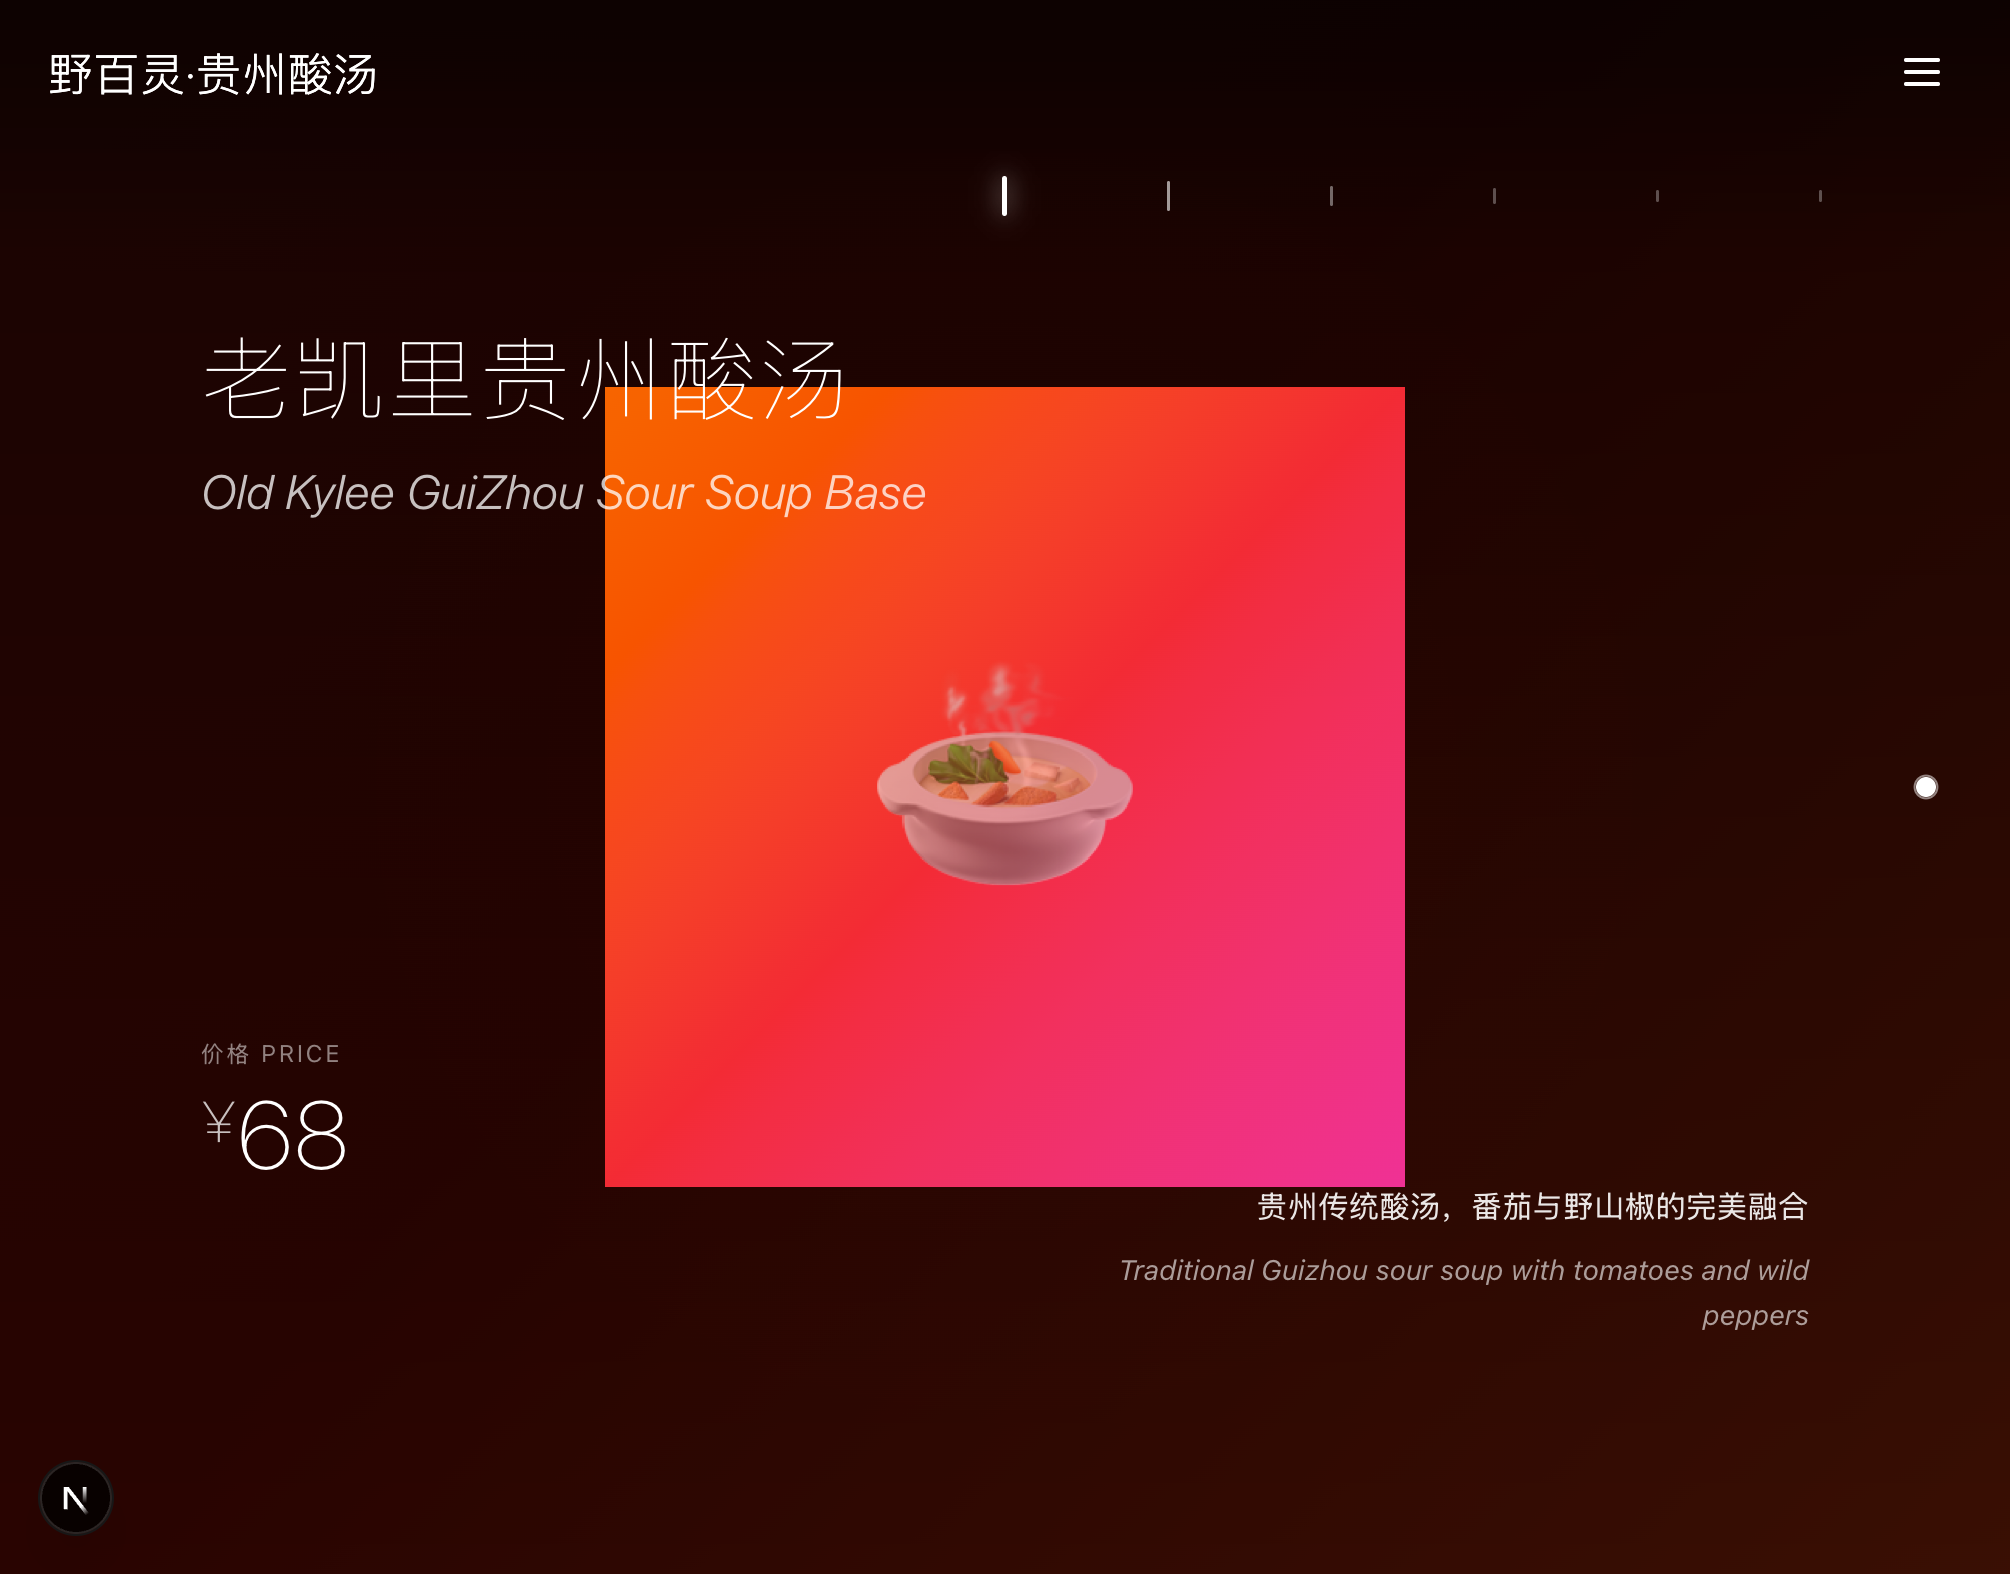 野百灵·贵州酸汤
老凯里贵州酸汤
Old Kylee GuiZhou Sour Soup Base
价格 PRICE
¥68
贵州传统酸汤，番茄与野山椒的完美融合
Traditional Guizhou sour soup with tomatoes and wild
peppers
N